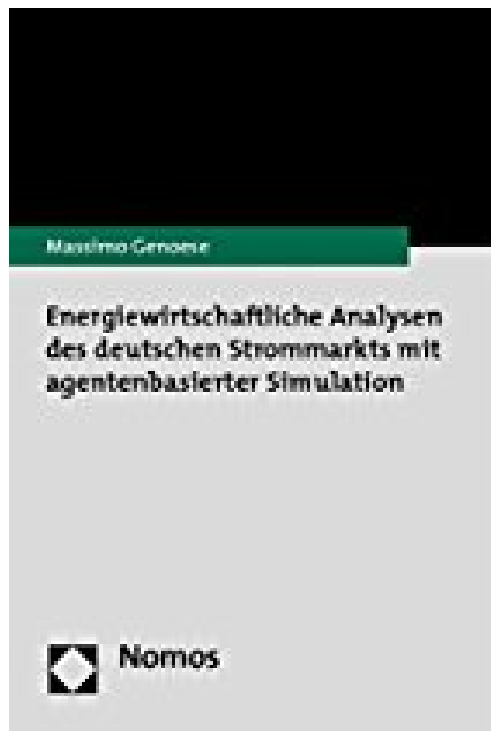 Massimo Genoese
Energiewirtschaftliche Analysen
des deutschen Strommarkts mit
agentenbasierter Simulation
Nomos